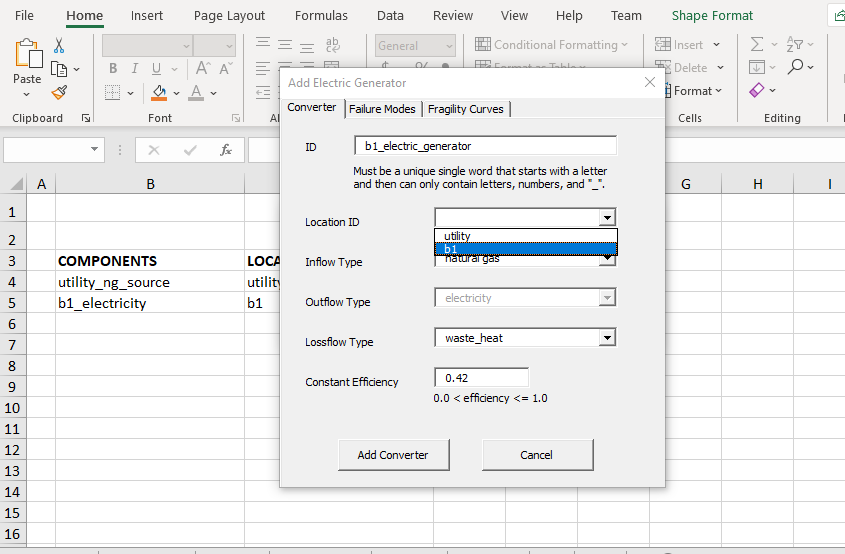 File Home Insert Page Layout Formulas Data Review View Help Team Shape Format
Paste B I U A A ab General % Conditional Formatting Insert
Format as Table Delete
Format
Clipboard Font Cells Editing
fx
A B G H I
1
2
3 COMPONENTS LOCA
4 utility_ng_source utility
5 b1_electricity b1
6
7
8
9
10
11
12
13
14
15
16
Add Electric Generator
Converter Failure Modes Fragility Curves
ID b1_electric_generator
Must be a unique single word that starts with a letter
and then can only contain letters, numbers, and "_".
Location ID
utility
b1
Inflow Type natural gas
Outflow Type electricity
Lossflow Type waste_heat
Constant Efficiency 0.42
0.0 < efficiency <= 1.0
Add Converter Cancel